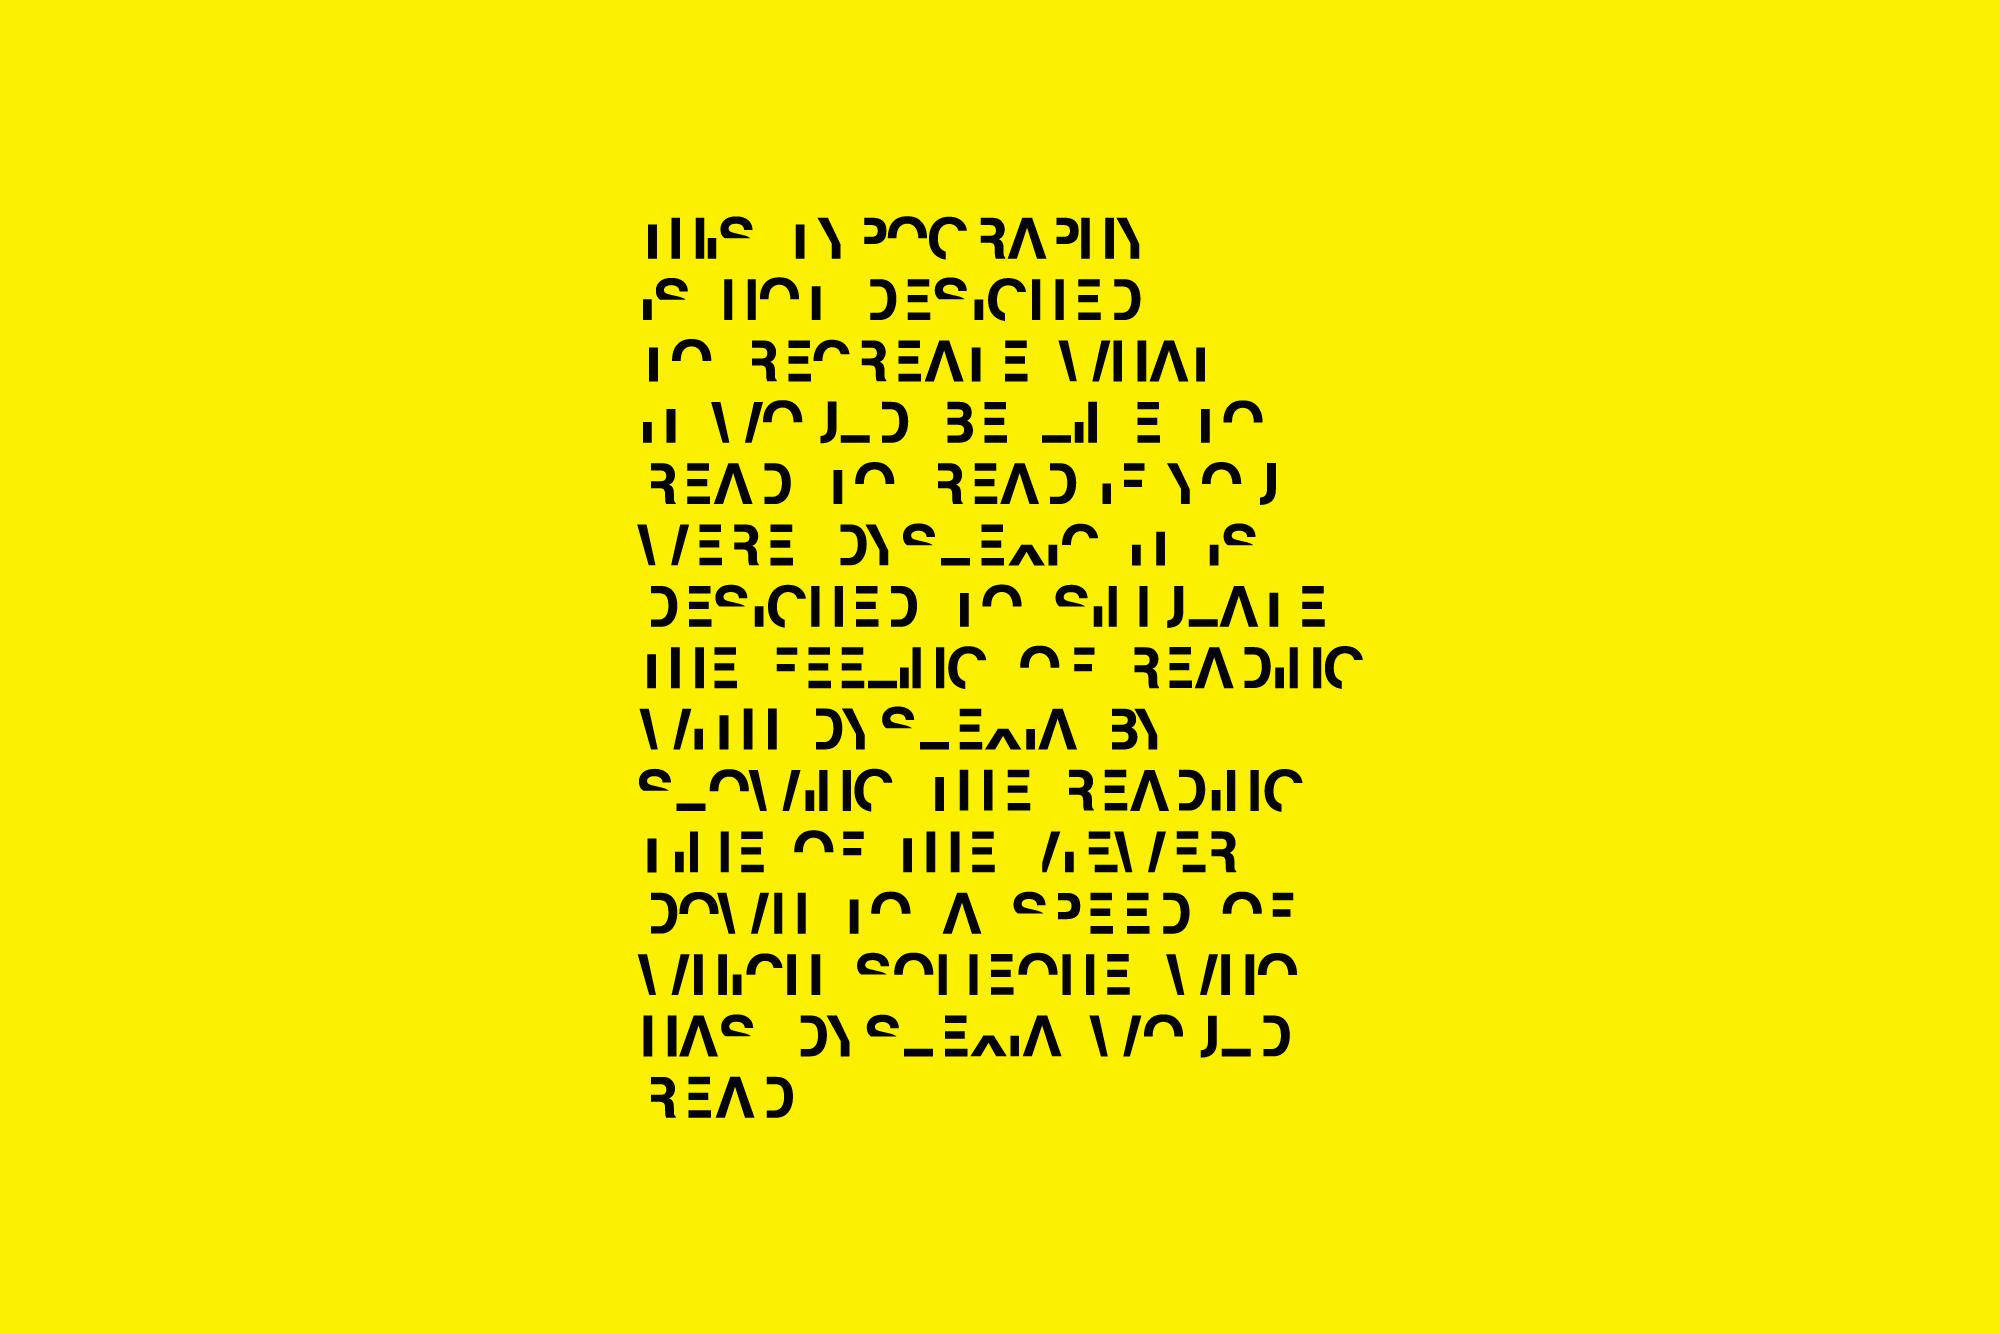 THIS TYPOGRAPHY
IS NOT DESIGNED
TO RECREATE WHAT
IT WOULD BE LIKE TO
READ TO READ IF YOU
WERE DYSLEXIC IT IS
DESIGNED TO SIMULATE
THE FEELING OF READING
WITH DYSLEXIA BY
SLOWING THE READING
TIME OF THE VIEWER
DOWN TO A SPEED OF
WHICH SOMEONE WHO
HAS DYSLEXIA WOULD
READ